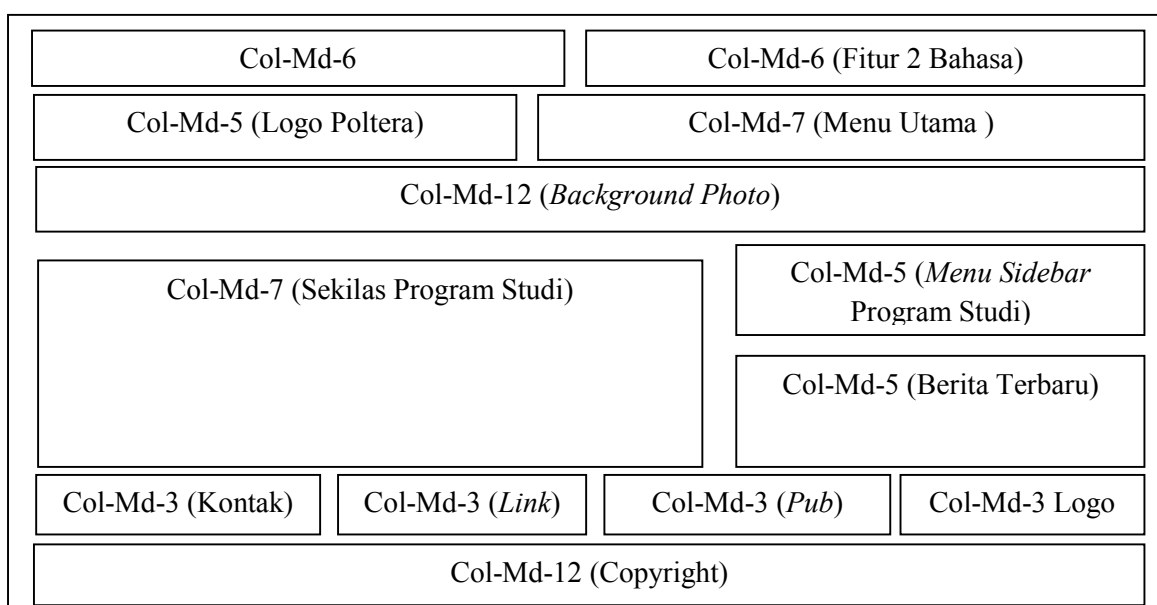 Col-Md-6
Col-Md-6 (Fitur 2 Bahasa)
Col-Md-5 (Logo Poltera)
Col-Md-7 (Menu Utama )
Col-Md-12 (Background Photo)
Col-Md-7 (Sekilas Program Studi)
Col-Md-5 (Menu Sidebar
Program Studi)
Col-Md-5 (Berita Terbaru)
Col-Md-3 (Kontak)
Col-Md-3 (Link)
Col-Md-3 (Pub)
Col-Md-3 Logo
Col-Md-12 (Copyright)